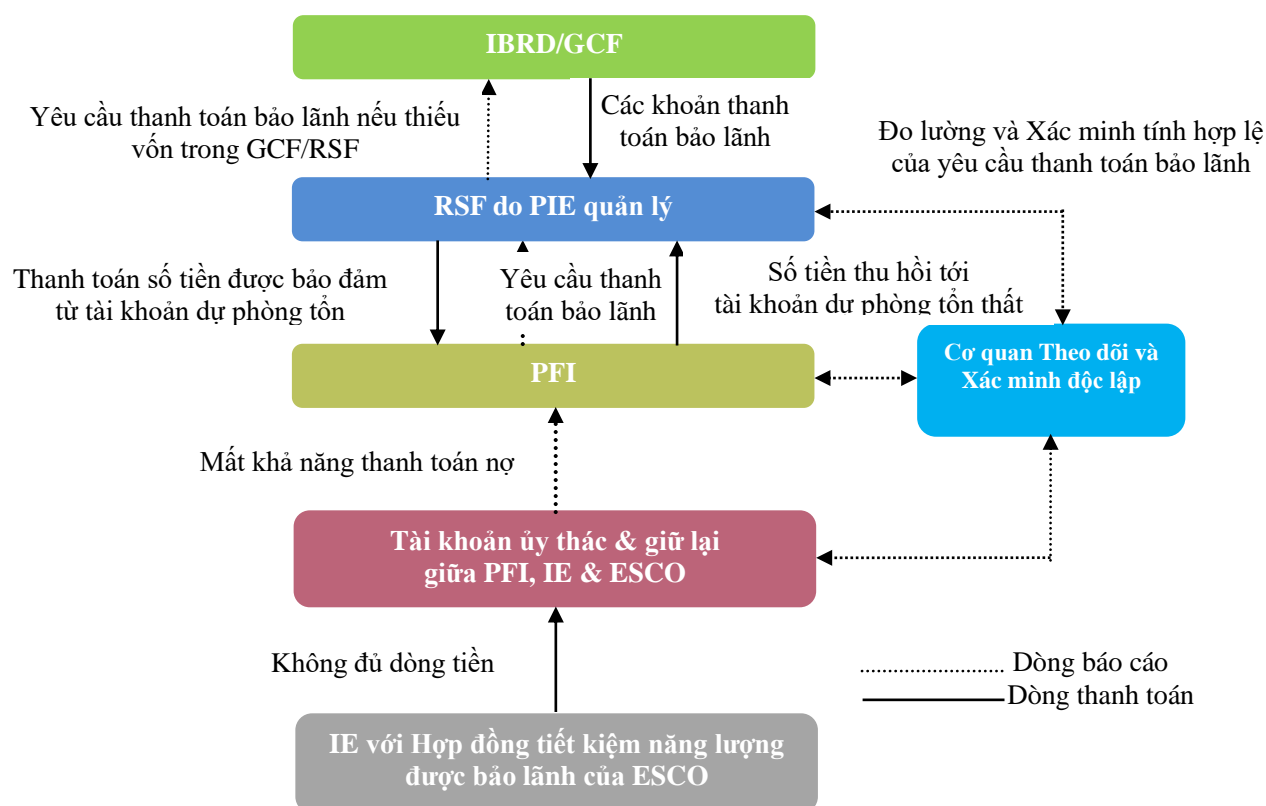 IBRD/GCF
Yêu cầu thanh toán bảo lãnh nếu thiếu
vốn trong GCF/RSF
Các khoản thanh
toán bảo lãnh
Đo lường và Xác minh tính hợp lệ
của yêu cầu thanh toán bảo lãnh
RSF do PIE quản lý
Thanh toán số tiền được bảo đảm
từ tài khoản dự phòng tổn
Yêu cầu thanh
toán bảo lãnh
Số tiền thu hồi tới
tài khoản dự phòng tổn thất
PFI
Cơ quan Theo dõi và
Xác minh độc lập
Mất khả năng thanh toán nợ
Tài khoản ủy thác & giữ lại
giữa PFI, IE & ESCO
Không đủ dòng tiền
Dòng báo cáo
Dòng thanh toán
IE với Hợp đồng tiết kiệm năng lượng
được bảo lãnh của ESCO